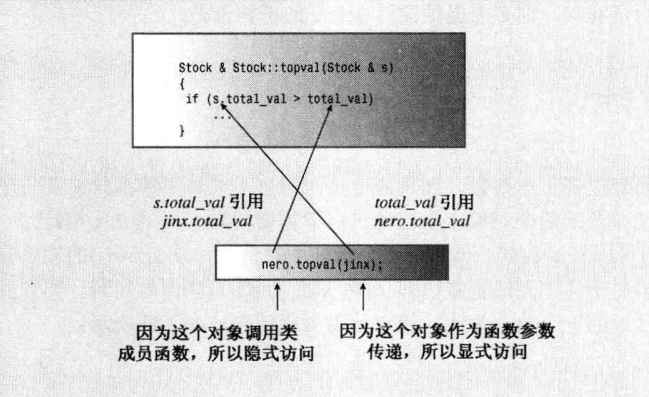 Stock & Stock::topval(Stock & s)
{
if (s.total_val > total_val)
...
}
s.total_val 引用
jinx.total_val
total_val 引用
nero.total_val
nero.topval(jinx);
因为这个对象调用类
成员函数，所以隐式访问
因为这个对象作为函数参数
传递，所以显式访问